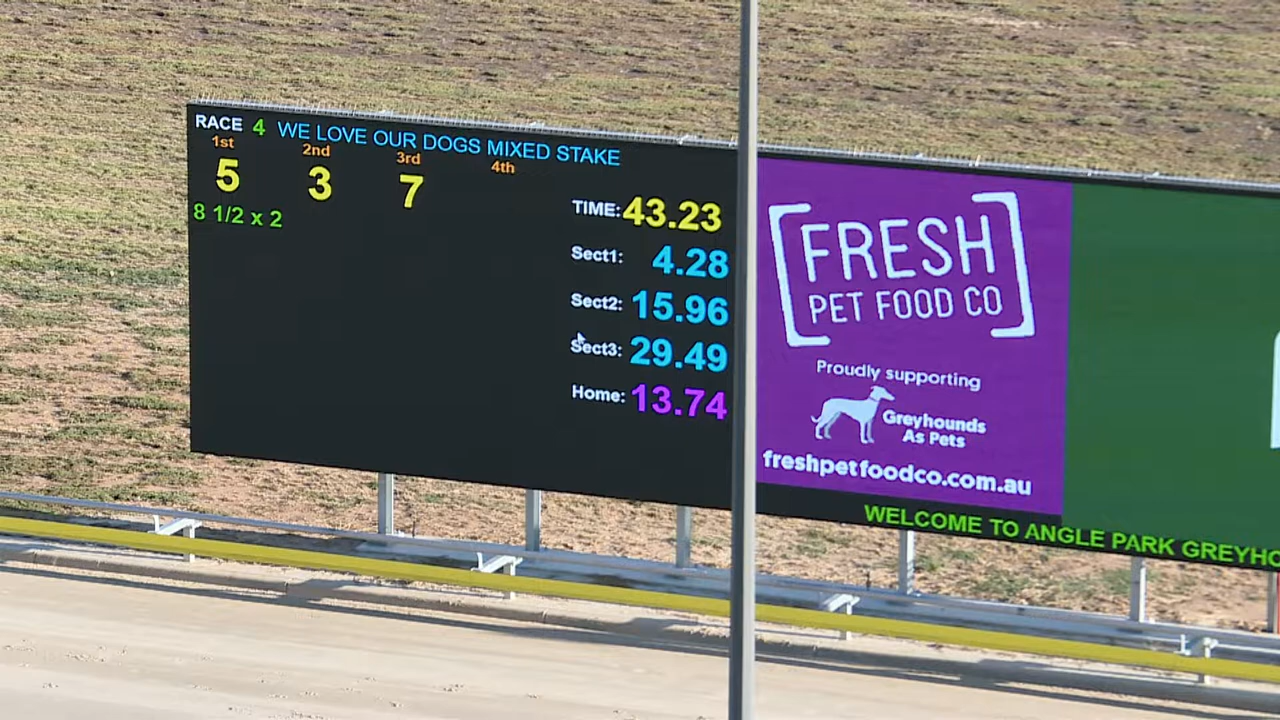 RACE 4 WE LOVE OUR DOGS MIXED STAKE
1st 2nd 3rd 4th
5 3 7
8 1/2 x 2
TIME: 43.23
Sect1: 4.28
Sect2: 15.96
Sect3: 29.49
Home: 13.74
FRESH
PET FOOD CO
Proudly supporting
Greyhounds
As Pets
freshpetfoodco.com.au
WELCOME TO ANGLE PARK